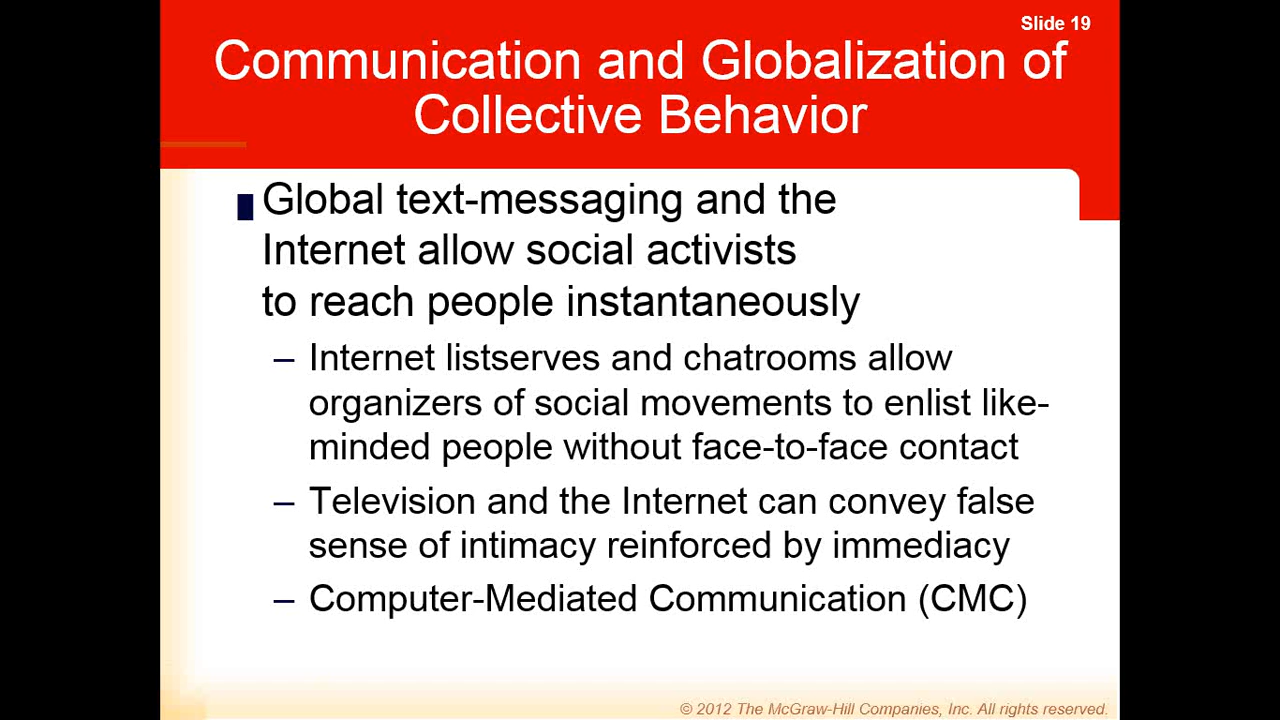 Slide 19
Communication and Globalization of
Collective Behavior
Global text-messaging and the
Internet allow social activists
to reach people instantaneously
– Internet listserves and chatrooms allow
organizers of social movements to enlist like-
minded people without face-to-face contact
– Television and the Internet can convey false
sense of intimacy reinforced by immediacy
– Computer-Mediated Communication (CMC)
© 2012 The McGraw-Hill Companies, Inc. All rights reserved.